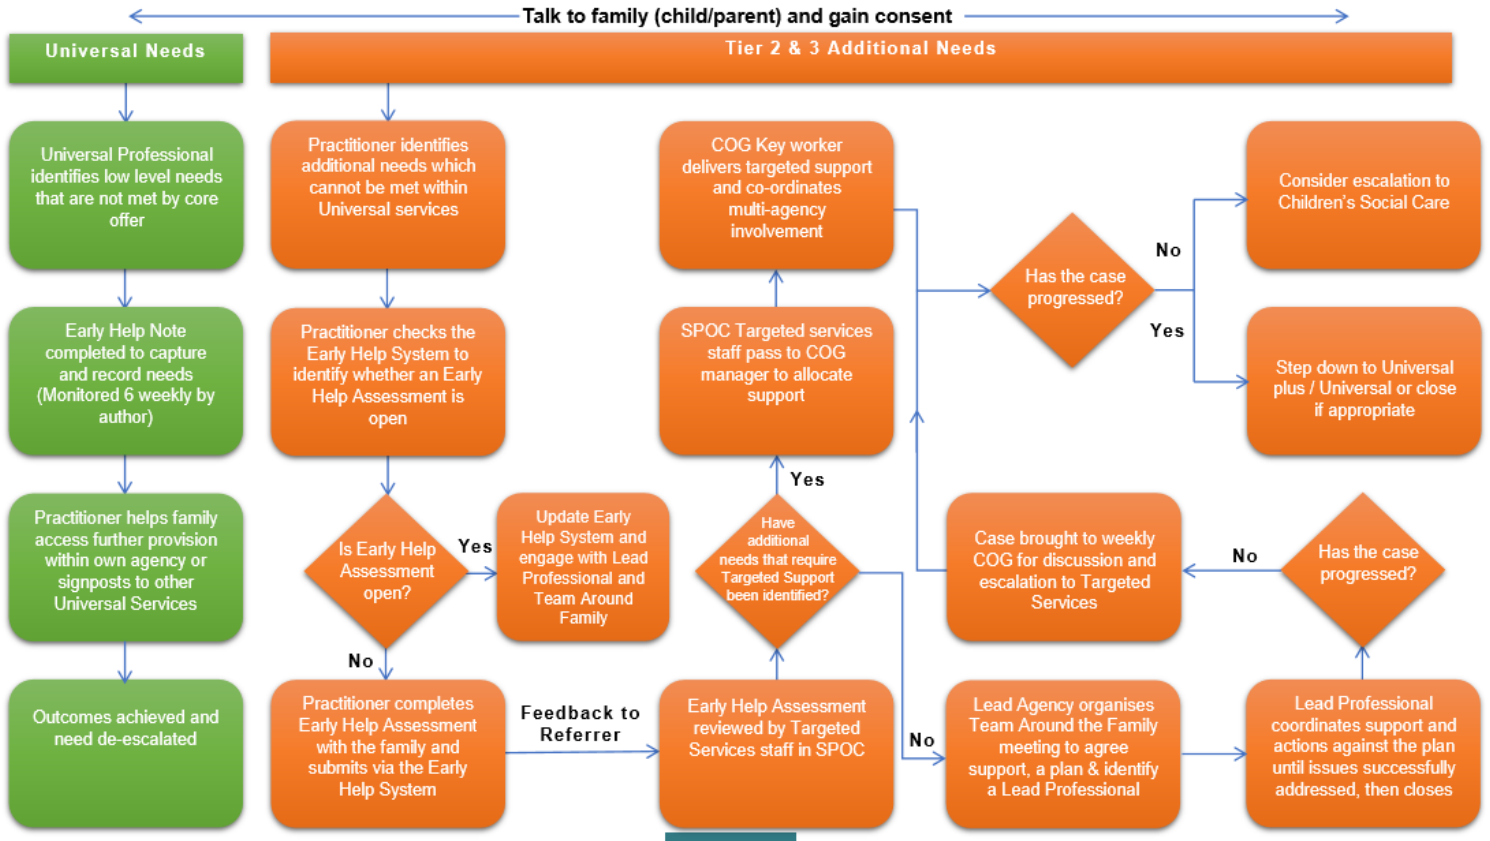 Talk to family (child/parent) and gain consent
Universal Needs
Tier 2 & 3 Additional Needs
Universal Professional
identifies low level needs
that are not met by core
offer
Early Help Note
completed to capture
and record needs
(Monitored 6 weekly by
author)
Practitioner helps family
access further provision
within own agency or
signposts to other
Universal Services
Outcomes achieved and
need de-escalated
Practitioner identifies
additional needs which
cannot be met within
Universal services
Practitioner checks the
Early Help System to
identify whether an Early
Help Assessment is
open
Is Early Help
Assessment
open?
Yes
Update Early
Help System and
engage with Lead
Professional and
Team Around
Family
No
Practitioner completes
Early Help Assessment
with the family and
submits via the Early
Help System
Feedback to
Referrer
Early Help Assessment
reviewed by Targeted
Services staff in SPOC
Have
additional
needs that require
Targeted Support
been identified?
Yes
SPOC Targeted services
staff pass to COG
manager to allocate
support
COG Key worker
delivers targeted support
and co-ordinates
multi-agency
involvement
No
Lead Agency organises
Team Around the Family
meeting to agree
support, a plan & identify
a Lead Professional
Lead Professional
coordinates support and
actions against the plan
until issues successfully
addressed, then closes
Has the case
progressed?
No
Case brought to weekly
COG for discussion and
escalation to Targeted
Services
Has the case
progressed?
No
Consider escalation to
Children's Social Care
Yes
Step down to Universal
plus / Universal or close
if appropriate